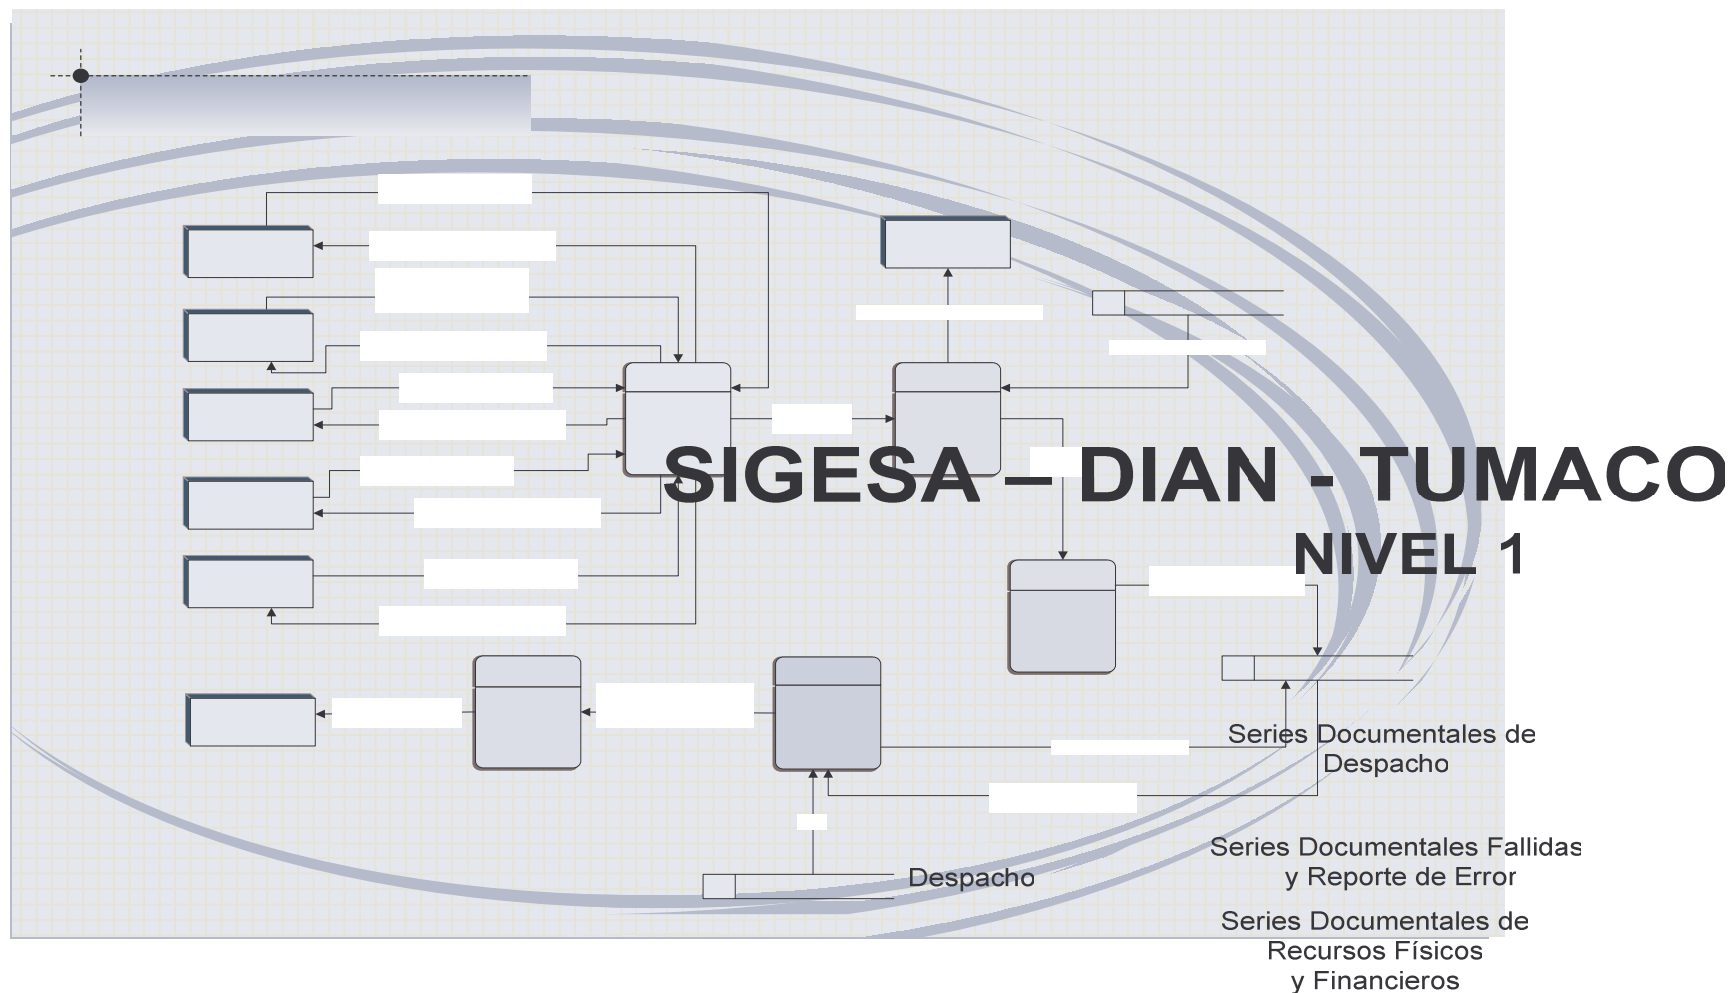 SIGESA – DIAN - TUMACO
NIVEL 1
Series Documentales de
Despacho
Series Documentales Fallidas
y Reporte de Error
Despacho
Series Documentales de
Recursos Físicos
y Financieros